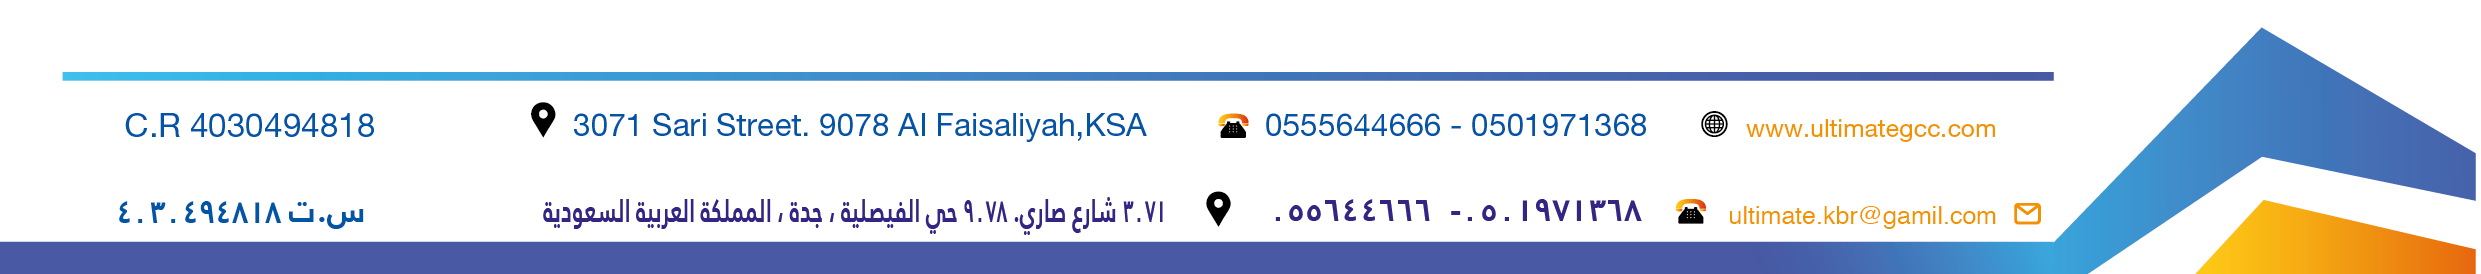 C.R 4030494818 3071 Sari Street. 9078 Al Faisaliyah,KSA 0555644666 - 0501971368 www.ultimategcc.com
س.ت ٤٠٣٠٤٩٤٨١٨ ٣٠٧١ شارع صاري. ٩٠٧٨ حي الفيصلية ، جدة ، المملكة العربية السعودية ٠٥٥٦٤٤٦٦٦ -٠٥٠١٩٧١٣٦٨ ultimate.kbr@gamil.com